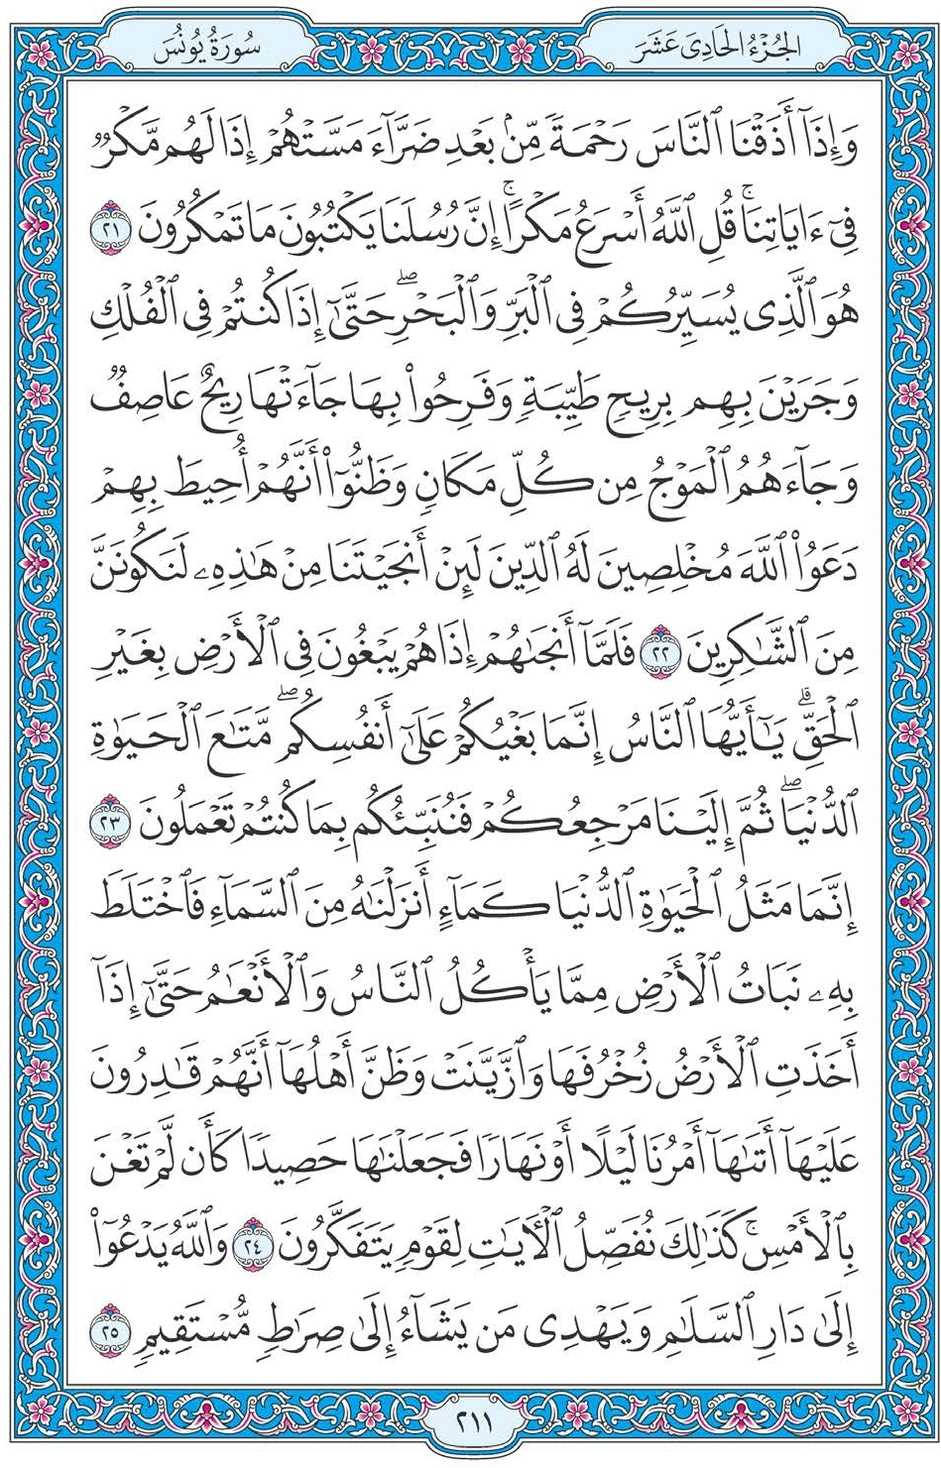 الجُزْءُ الحَادِىَ عَشَرَ
سُورَةُ يُونُسَ
وَإِذَآ أَذَقْنَا ٱلنَّاسَ رَحْمَةً مِّنۢ بَعْدِ ضَرَّآءَ مَسَّتْهُمْ إِذَا لَهُم مَّكْرٌ
فِىٓ ءَايَاتِنَاۚ قُلِ ٱللَّهُ أَسْرَعُ مَكْرًاۚ إِنَّ رُسُلَنَا يَكْتُبُونَ مَا تَمْكُرُونَ ٢١
هُوَ ٱلَّذِى يُسَيِّرُكُمْ فِى ٱلْبَرِّ وَٱلْبَحْرِۖ حَتَّىٰٓ إِذَا كُنتُمْ فِى ٱلْفُلْكِ
وَجَرَيْنَ بِهِم بِرِيحٍ طَيِّبَةٍ وَفَرِحُوا۟ بِهَا جَآءَتْهَا رِيحٌ عَاصِفٌ
وَجَآءَهُمُ ٱلْمَوْجُ مِن كُلِّ مَكَانٍ وَظَنُّوٓا۟ أَنَّهُمْ أُحِيطَ بِهِمْ
دَعَوُا۟ ٱللَّهَ مُخْلِصِينَ لَهُ ٱلدِّينَ لَئِنْ أَنجَيْتَنَا مِنْ هَٰذِهِۦ لَنَكُونَنَّ
مِنَ ٱلشَّٰكِرِينَ ٢٢ فَلَمَّآ أَنجَىٰهُمْ إِذَا هُمْ يَبْغُونَ فِى ٱلْأَرْضِ بِغَيْرِ
ٱلْحَقِّۗ يَٰٓأَيُّهَا ٱلنَّاسُ إِنَّمَا بَغْيُكُمْ عَلَىٰٓ أَنفُسِكُمۖ مَّتَٰعَ ٱلْحَيَوٰةِ
ٱلدُّنْيَاۖ ثُمَّ إِلَيْنَا مَرْجِعُكُمْ فَنُنَبِّئُكُم بِمَا كُنتُمْ تَعْمَلُونَ ٢٣
إِنَّمَا مَثَلُ ٱلْحَيَوٰةِ ٱلدُّنْيَا كَمَآءٍ أَنزَلْنَٰهُ مِنَ ٱلسَّمَآءِ فَٱخْتَلَطَ
بِهِۦ نَبَاتُ ٱلْأَرْضِ مِمَّا يَأْكُلُ ٱلنَّاسُ وَٱلْأَنْعَٰمُ حَتَّىٰٓ إِذَآ
أَخَذَتِ ٱلْأَرْضُ زُخْرُفَهَا وَٱزَّيَّنَتْ وَظَنَّ أَهْلُهَآ أَنَّهُمْ قَٰدِرُونَ
عَلَيْهَآ أَتَىٰهَآ أَمْرُنَا لَيْلًا أَوْ نَهَارًا فَجَعَلْنَٰهَا حَصِيدًا كَأَن لَّمْ تَغْنَ
بِٱلْأَمْسِۚ كَذَٰلِكَ نُفَصِّلُ ٱلْءَايَٰتِ لِقَوْمٍ يَتَفَكَّرُونَ ٢٤ وَٱللَّهُ يَدْعُوٓا۟
إِلَىٰ دَارِ ٱلسَّلَٰمِ وَيَهْدِى مَن يَشَآءُ إِلَىٰ صِرَٰطٍ مُّسْتَقِيمٍ ٢٥
٢١١